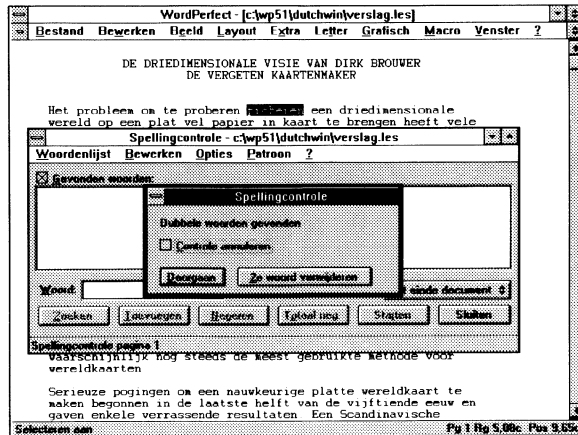 WordPerfect - [c:\wp51\dutchwin\verslag.les]
Bestand Bewerken Beeld Layout Extra Letter Grafisch Macro Venster ?
DE DRIEDIMENSIONALE VISIE VAN DIRK BROUWER
DE VERGETEN KAARTENMAKER
Het probleem om te proberen proberen een driedimensionale
wereld op een plat vel papier in kaart te brengen heeft vele
Spellingcontrole - c:\wp51\dutchwin\verslag.les
Woordenlijst Bewerken Opties Patroon ?
Gevonden woorden:
Spellingcontrole
Dubbele woorden gevonden
Controle annuleren
Doorgaan 2e woord verwijderen
Woord: einde document
Zoeken Toevoegen Negeren Totaal neg Starten Sluiten
Spellingcontrole pagina 1
waarschijnlijk nog steeds de meest gebruikte methode voor
wereldkaarten
Serieuze pogingen om een nauwkeurige platte wereldkaart te
maken begonnen in de laatste helft van de vijftiende eeuw en
gaven enkele verrassende resultaten Een Scandinavische
Selecteren aan Pg 1 Rg 5,08c Pos 9,65c